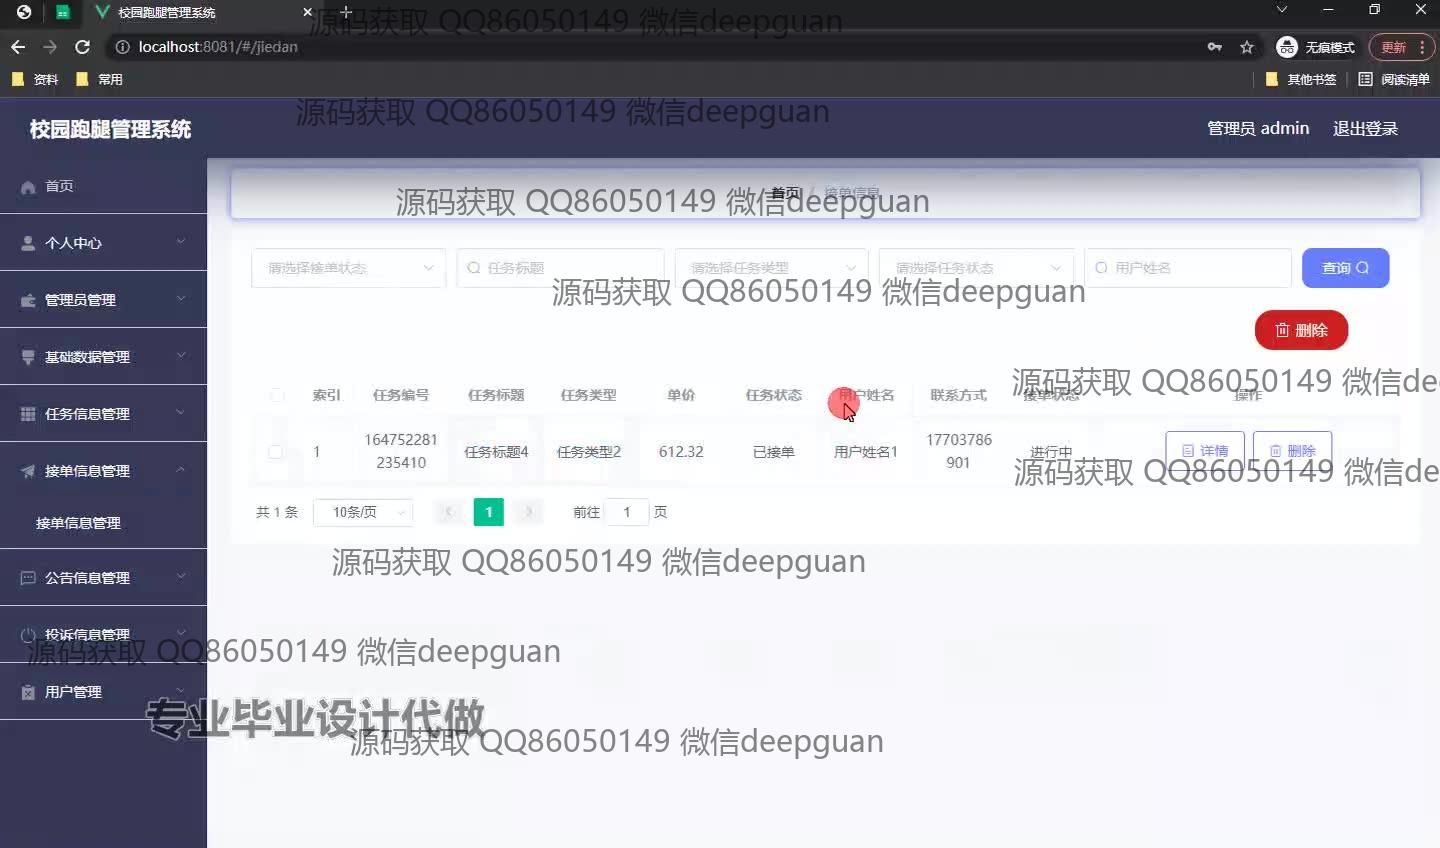 校园跑腿管理系统
源码获取 QQ86050149 微信deepguan
localhost:8081/#/jiedan
无痕模式
更新
资料
常用
其他书签
阅读清单
源码获取 QQ86050149 微信deepguan
校园跑腿管理系统
管理员 admin
退出登录
首页
个人中心
管理员管理
基础数据管理
任务信息管理
接单信息管理
接单信息管理
公告信息管理
投诉信息管理
用户管理
首页 / 接单信息
源码获取 QQ86050149 微信deepguan
请选择接单状态
任务标题
请选择任务类型
请选择任务状态
用户姓名
查询
源码获取 QQ86050149 微信deepguan
删除
源码获取 QQ86050149 微信de
索引 任务编号 任务标题 任务类型 单价 任务状态 用户姓名 联系方式 接单状态 操作
1 164752281235410 任务标题4 任务类型2 612.32 已接单 用户姓名1 17703786901 进行中 详情 删除
源码获取 QQ86050149 微信de
共 1 条 10条/页 1 前往 1 页
源码获取 QQ86050149 微信deepguan
源码获取 QQ86050149 微信deepguan
专业毕业设计代做
源码获取 QQ86050149 微信deepguan